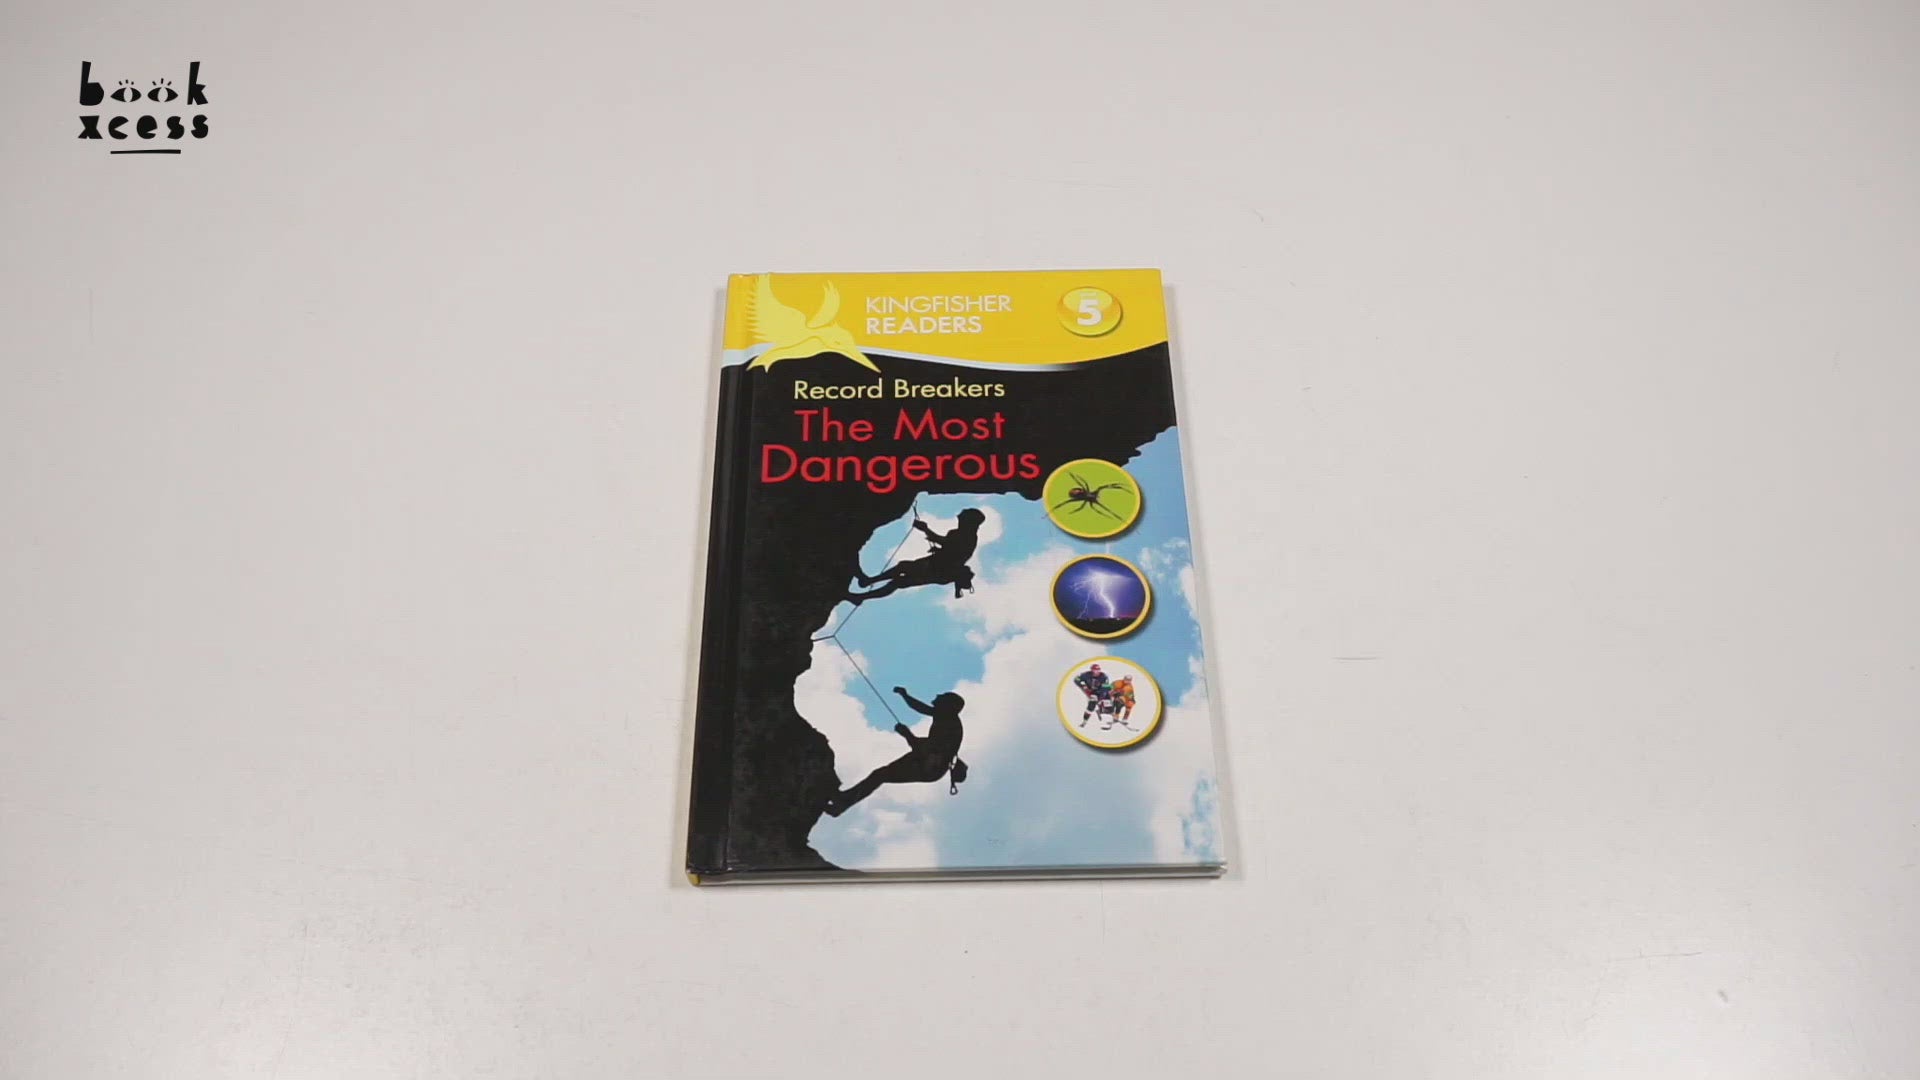 book
xcess
KINGFISHER
READERS
5
Record Breakers
The Most
Dangerous